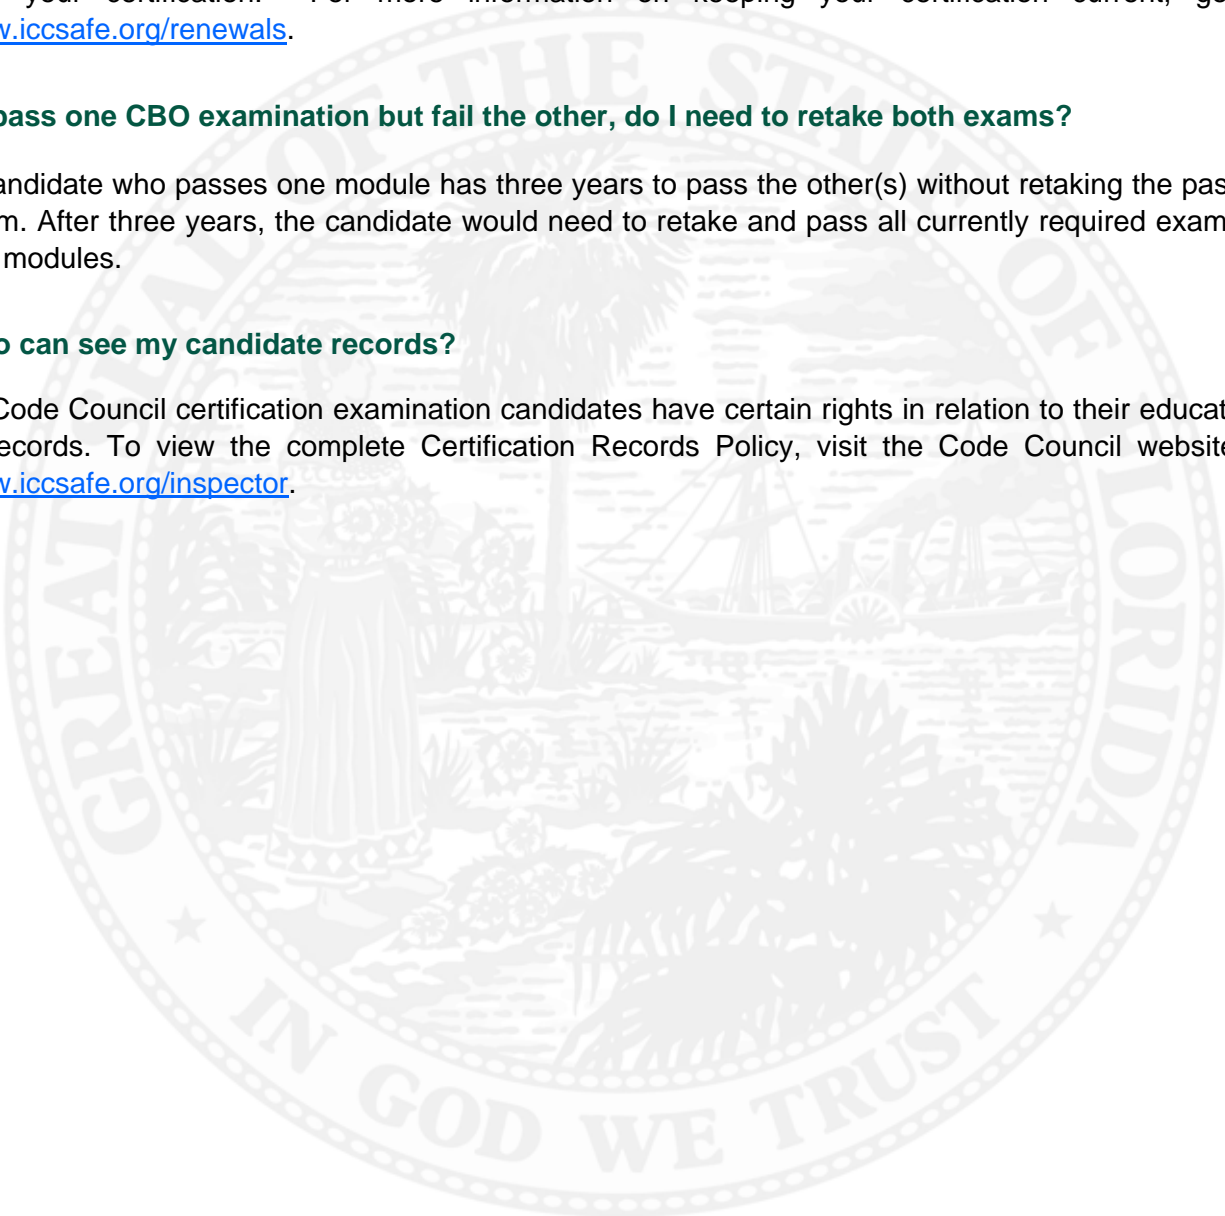 your certification. For more information on keeping your certification current, go
w.iccsafe.org/renewals.
pass one CBO examination but fail the other, do I need to retake both exams?
andidate who passes one module has three years to pass the other(s) without retaking the pas
m. After three years, the candidate would need to retake and pass all currently required exam
modules.
o can see my candidate records?
Code Council certification examination candidates have certain rights in relation to their educat
ecords. To view the complete Certification Records Policy, visit the Code Council website
w.iccsafe.org/inspector.
GREAT SEAL OF THE STATE OF FLORIDA
IN GOD WE TRUST